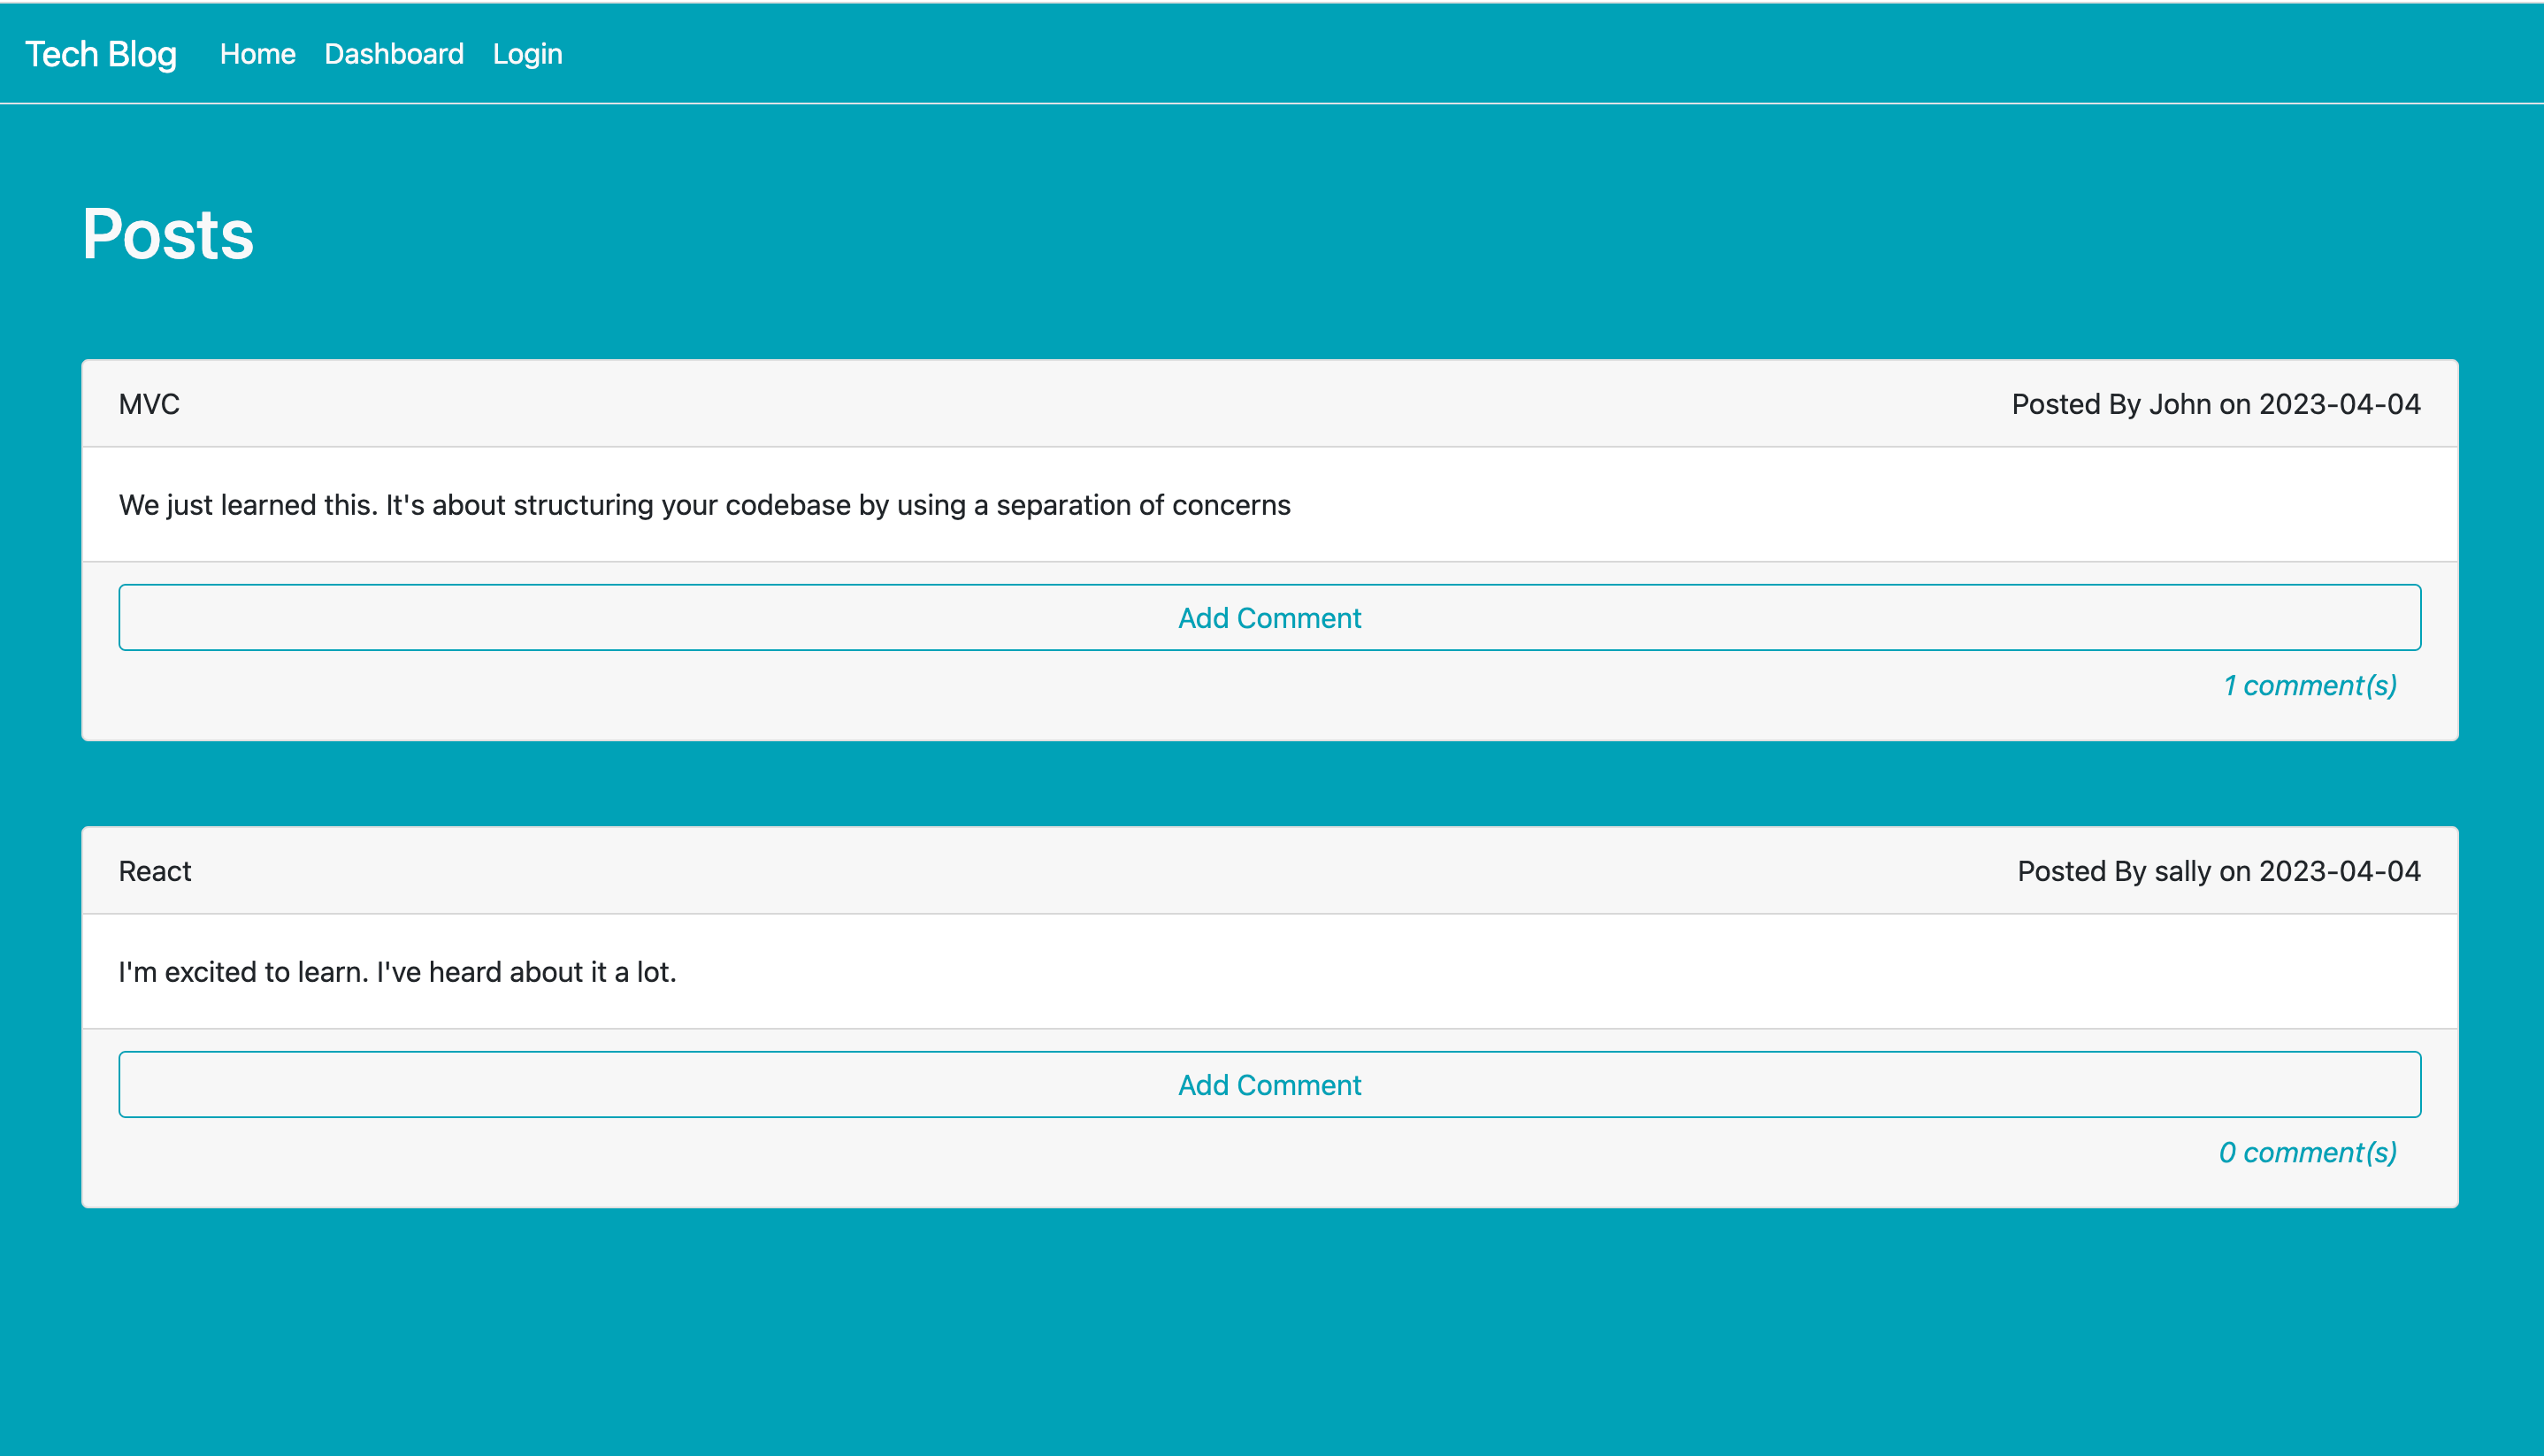 Tech Blog Home Dashboard Login
Posts
MVC Posted By John on 2023-04-04
We just learned this. It's about structuring your codebase by using a separation of concerns
Add Comment
1 comment(s)
React Posted By sally on 2023-04-04
I'm excited to learn. I've heard about it a lot.
Add Comment
0 comment(s)